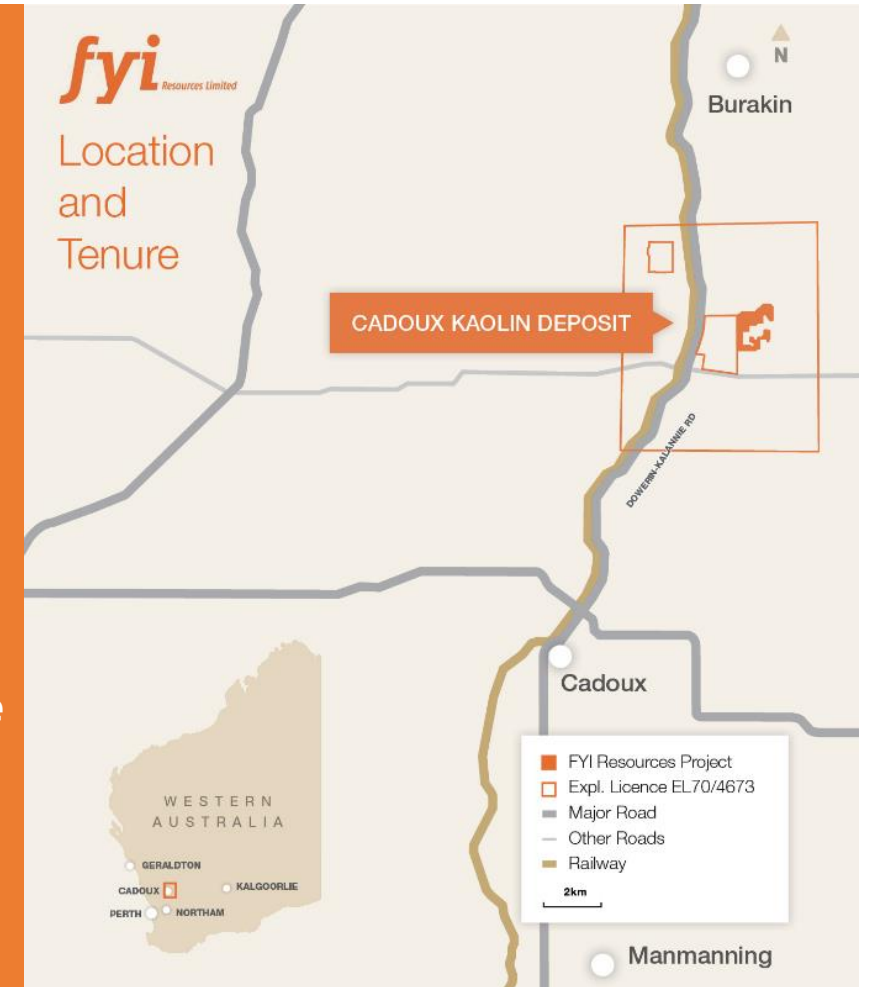 fyi
Resources Limited
Location
and
Tenure
N
Burakin
CADOUX KAOLIN DEPOSIT
DOWERIN-KALANNIE RD
Cadoux
WESTERN
AUSTRALIA
GERALDTON
CADOUX
KALGOORLIE
PERTH
NORTHAM
FYI Resources Project
Expl. Licence EL70/4673
Major Road
Other Roads
Railway
2km
Manmanning
e